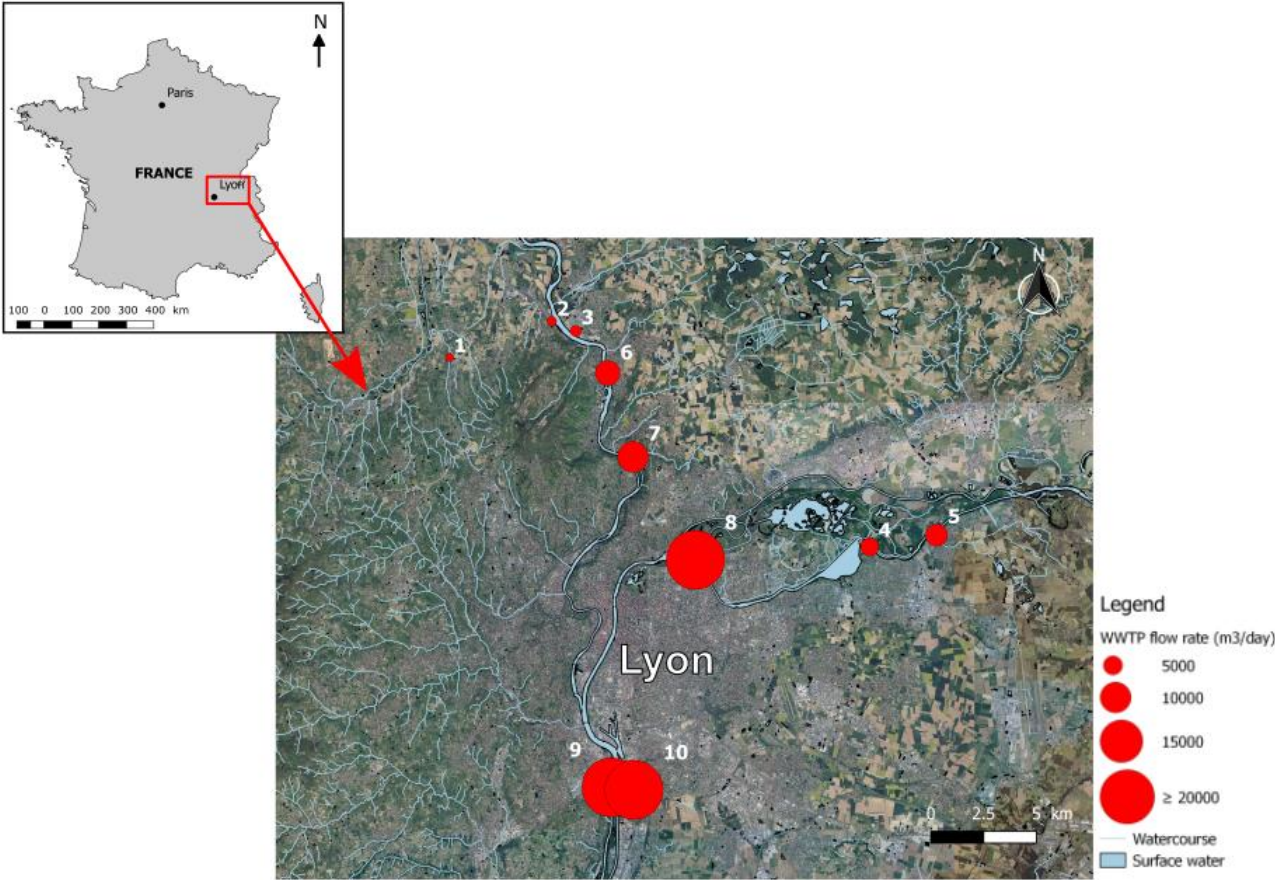 N
Paris
FRANCE
Lyon
100 0 100 200 300 400 km
N
2
3
1
6
7
8
5
4
Lyon
9
10
0 2.5 5 km
Legend
WWTP flow rate (m3/day)
5000
10000
15000
≥ 20000
Watercourse
Surface water